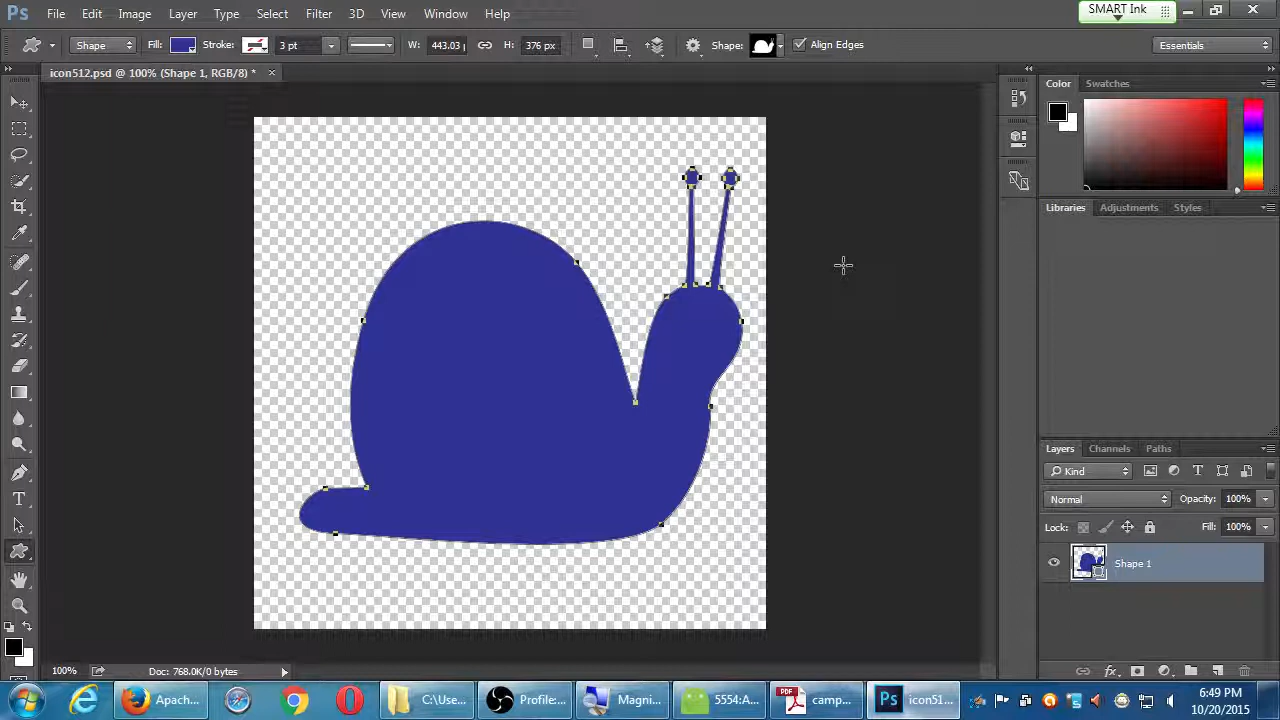 SMART Ink
Ps File Edit Image Layer Type Select Filter 3D View Window Help
Shape Fill: Stroke: 3 pt W: 443.03 H: 376 px Shape: Align Edges Essentials
icon512.psd @ 100% (Shape 1, RGB/8) *
Color Swatches
Libraries Adjustments Styles
Layers Channels Paths
Kind
Normal Opacity: 100%
Lock: Fill: 100%
Shape 1
100% Doc: 768.0K/0 bytes
Apach... C:\Use... Profile:... Magni... 5554:A... camp... icon51...
PDF
Ps
6:49 PM
10/20/2015